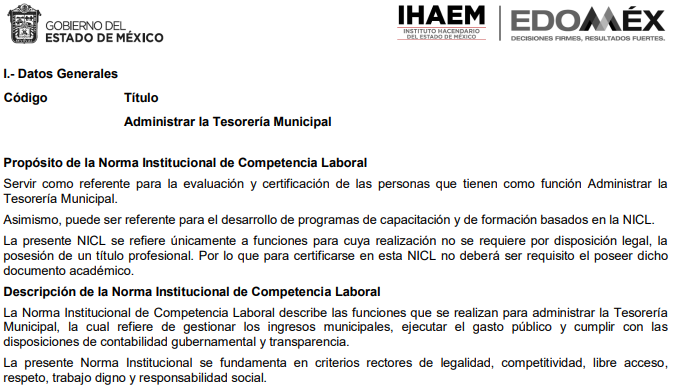 GOBIERNO DEL
ESTADO DE MÉXICO
IHAEM
INSTITUTO HACENDARIO
DEL ESTADO DE MÉXICO
EDOMÉX
DECISIONES FIRMES, RESULTADOS FUERTES.
I.- Datos Generales
Código Título
Administrar la Tesorería Municipal
Propósito de la Norma Institucional de Competencia Laboral
Servir como referente para la evaluación y certificación de las personas que tienen como función Administrar la
Tesorería Municipal.
Asimismo, puede ser referente para el desarrollo de programas de capacitación y de formación basados en la NICL.
La presente NICL se refiere únicamente a funciones para cuya realización no se requiere por disposición legal, la
posesión de un título profesional. Por lo que para certificarse en esta NICL no deberá ser requisito el poseer dicho
documento académico.
Descripción de la Norma Institucional de Competencia Laboral
La Norma Institucional de Competencia Laboral describe las funciones que se realizan para administrar la Tesorería
Municipal, la cual refiere de gestionar los ingresos municipales, ejecutar el gasto público y cumplir con las
disposiciones de contabilidad gubernamental y transparencia.
La presente Norma Institucional se fundamenta en criterios rectores de legalidad, competitividad, libre acceso,
respeto, trabajo digno y responsabilidad social.